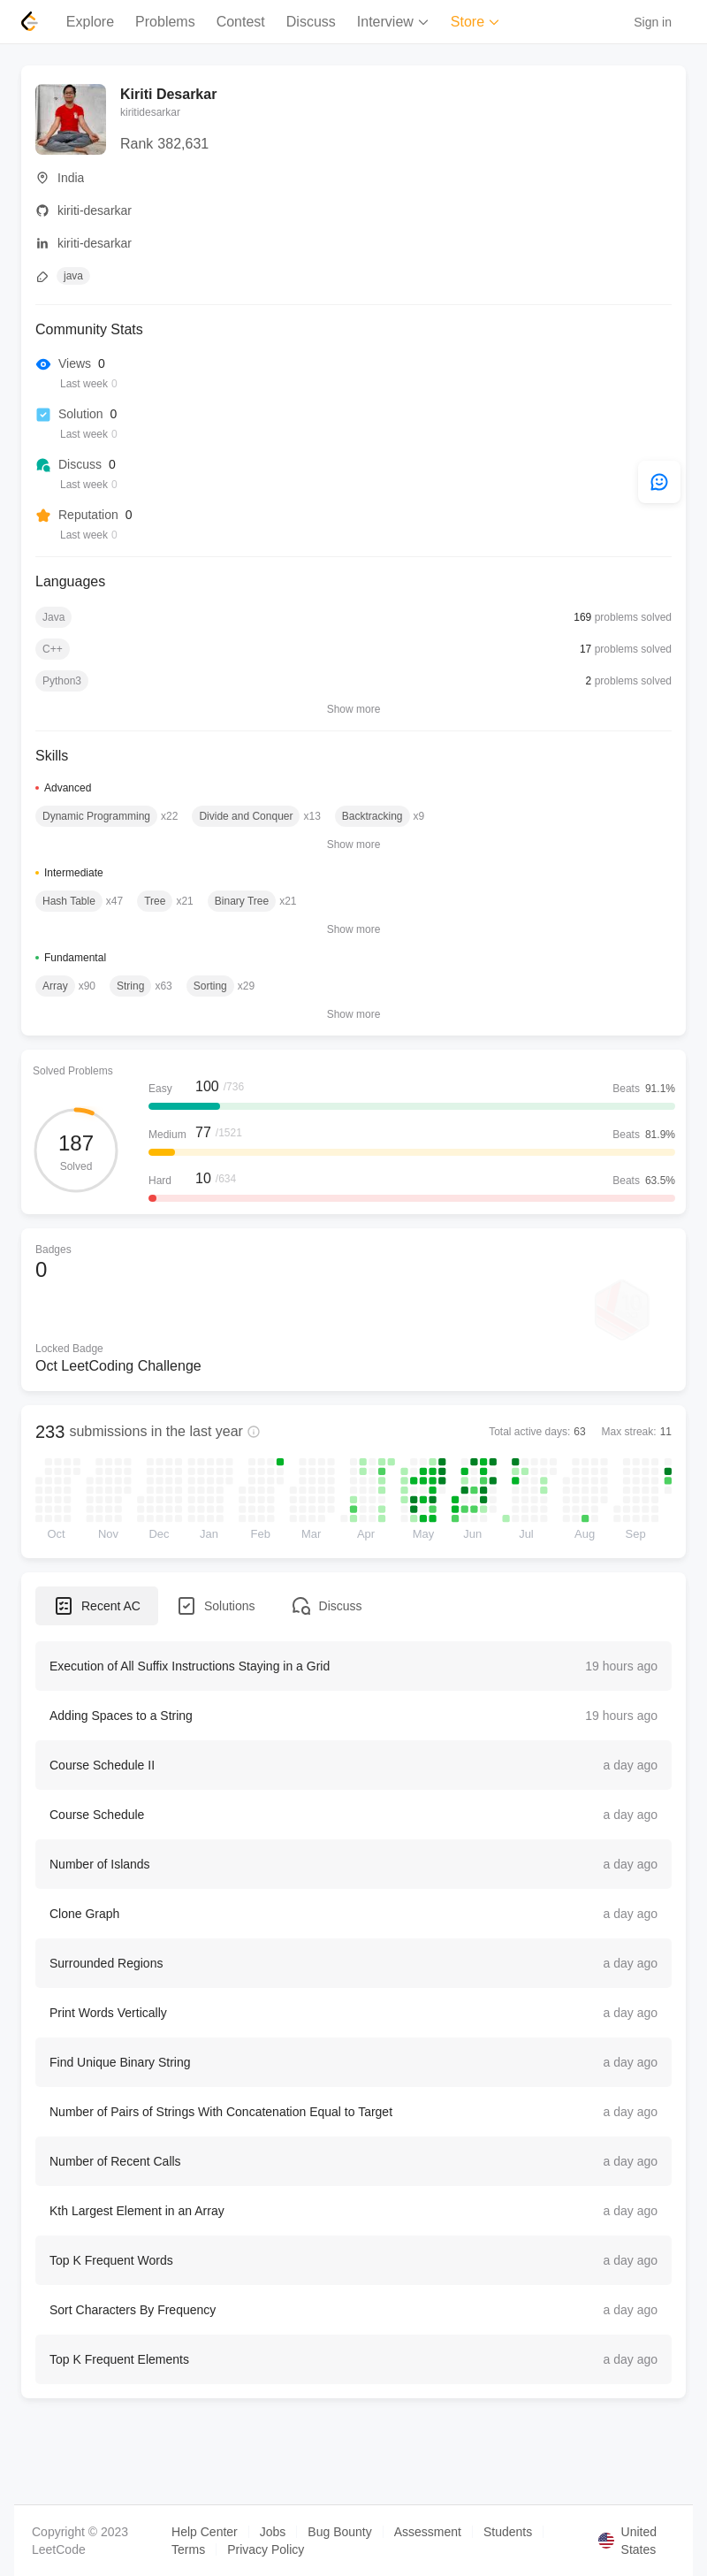 Explore Problems Contest Discuss Interview Store Sign in
Kiriti Desarkar
kiritidesarkar
Rank 382,631
India
kiriti-desarkar
kiriti-desarkar
java
Community Stats
Views 0
Last week 0
Solution 0
Last week 0
Discuss 0
Last week 0
Reputation 0
Last week 0
Languages
Java 169 problems solved
C++ 17 problems solved
Python3 2 problems solved
Show more
Skills
Advanced
Dynamic Programming x22 Divide and Conquer x13 Backtracking x9
Show more
Intermediate
Hash Table x47 Tree x21 Binary Tree x21
Show more
Fundamental
Array x90 String x63 Sorting x29
Show more
Solved Problems
187
Solved
Easy 100 /736 Beats 91.1%
Medium 77 /1521 Beats 81.9%
Hard 10 /634 Beats 63.5%
Badges
0
Locked Badge
Oct LeetCoding Challenge
233 submissions in the last year Total active days: 63 Max streak: 11
Oct Nov Dec Jan Feb Mar Apr May Jun Jul Aug Sep
Recent AC Solutions Discuss
Execution of All Suffix Instructions Staying in a Grid 19 hours ago
Adding Spaces to a String 19 hours ago
Course Schedule II a day ago
Course Schedule a day ago
Number of Islands a day ago
Clone Graph a day ago
Surrounded Regions a day ago
Print Words Vertically a day ago
Find Unique Binary String a day ago
Number of Pairs of Strings With Concatenation Equal to Target a day ago
Number of Recent Calls a day ago
Kth Largest Element in an Array a day ago
Top K Frequent Words a day ago
Sort Characters By Frequency a day ago
Top K Frequent Elements a day ago
Copyright © 2023
LeetCode
Help Center Jobs Bug Bounty Assessment Students
Terms Privacy Policy
United
States